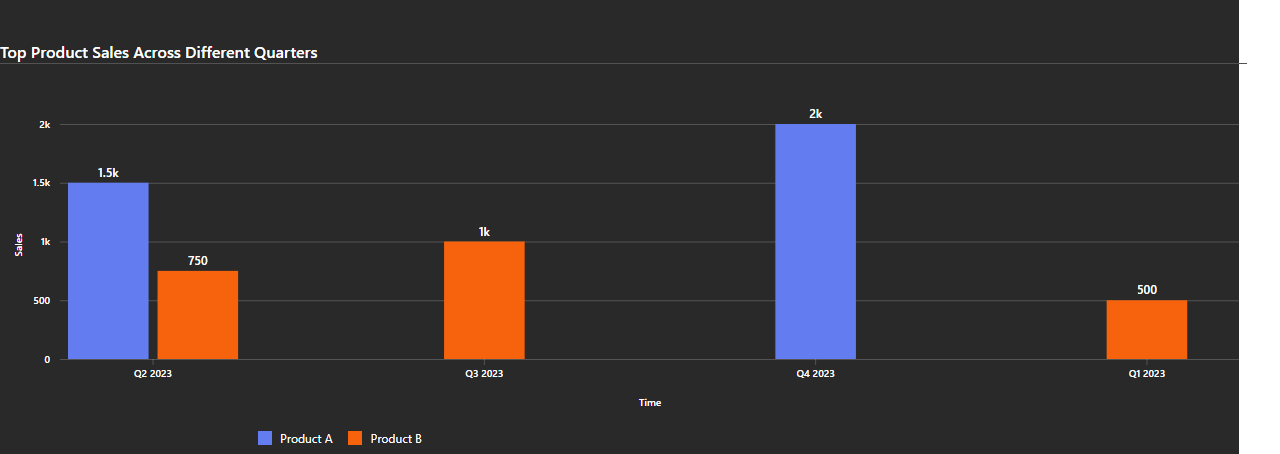 Top Product Sales Across Different Quarters
2k
2k
1.5k
1.5k
1k
1k
Sales
750
500
500
0
Q2 2023 Q3 2023 Q4 2023 Q1 2023
Time
Product A Product B